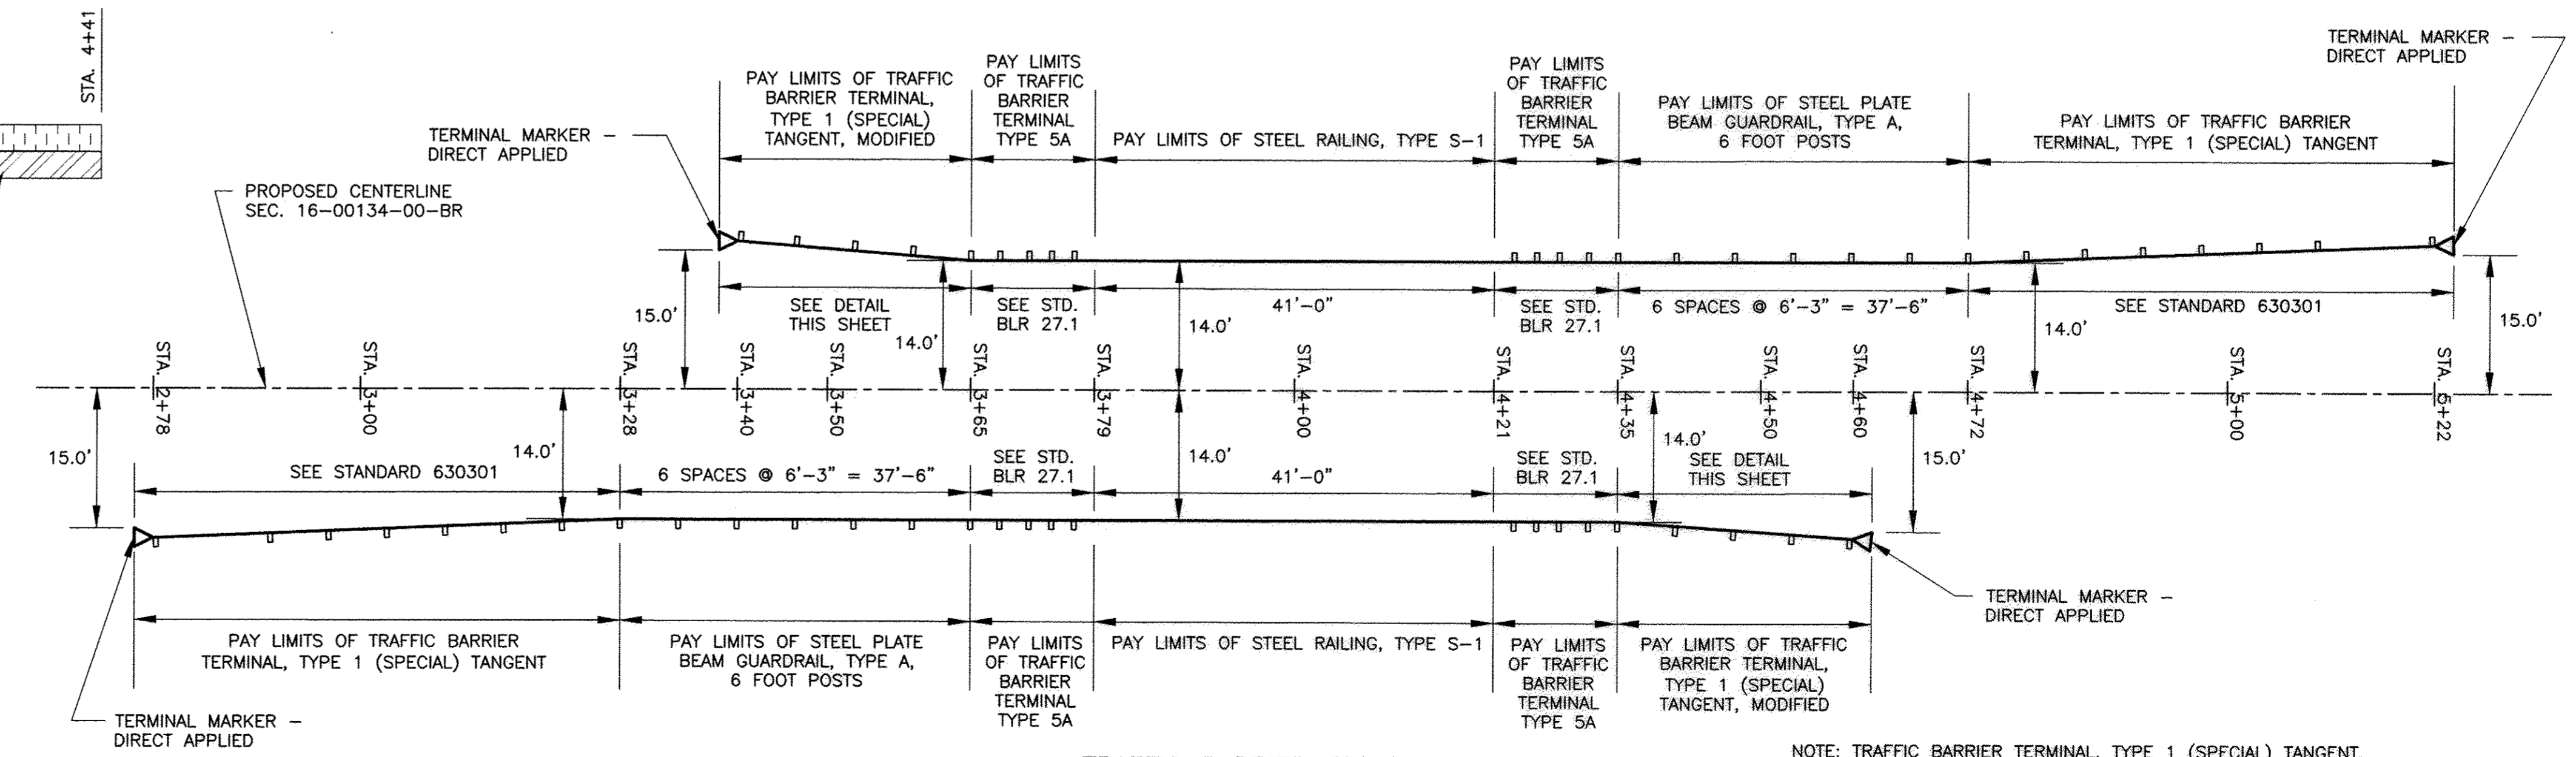 STA. 4+41
TERMINAL MARKER –
DIRECT APPLIED
PAY LIMITS OF TRAFFIC
BARRIER TERMINAL,
TYPE 1 (SPECIAL)
TANGENT, MODIFIED
PAY LIMITS
OF TRAFFIC
BARRIER
TERMINAL
TYPE 5A
PAY LIMITS OF STEEL RAILING, TYPE S-1
PAY LIMITS
OF TRAFFIC
BARRIER
TERMINAL
TYPE 5A
PAY LIMITS OF STEEL PLATE
BEAM GUARDRAIL, TYPE A,
6 FOOT POSTS
PAY LIMITS OF TRAFFIC BARRIER
TERMINAL, TYPE 1 (SPECIAL) TANGENT
TERMINAL MARKER –
DIRECT APPLIED
PROPOSED CENTERLINE
SEC. 16-00134-00-BR
15.0'
SEE DETAIL
THIS SHEET
14.0'
SEE STD.
BLR 27.1
14.0'
41'-0"
SEE STD.
BLR 27.1
6 SPACES @ 6'-3" = 37'-6"
SEE STANDARD 630301
14.0'
15.0'
STA. 2+78
STA. 3+00
STA. 3+28
STA. 3+40
STA. 3+50
STA. 3+65
STA. 3+79
STA. 4+00
STA. 4+21
STA. 4+35
STA. 4+50
STA. 4+60
STA. 4+72
STA. 5+00
STA. 5+22
15.0'
SEE STANDARD 630301
14.0'
6 SPACES @ 6'-3" = 37'-6"
SEE STD.
BLR 27.1
14.0'
41'-0"
SEE STD.
BLR 27.1
14.0'
SEE DETAIL
THIS SHEET
15.0'
TERMINAL MARKER –
DIRECT APPLIED
PAY LIMITS OF TRAFFIC BARRIER
TERMINAL, TYPE 1 (SPECIAL) TANGENT
PAY LIMITS OF STEEL PLATE
BEAM GUARDRAIL, TYPE A,
6 FOOT POSTS
PAY LIMITS
OF TRAFFIC
BARRIER
TERMINAL
TYPE 5A
PAY LIMITS OF STEEL RAILING, TYPE S-1
PAY LIMITS
OF TRAFFIC
BARRIER
TERMINAL
TYPE 5A
PAY LIMITS OF TRAFFIC
BARRIER TERMINAL,
TYPE 1 (SPECIAL)
TANGENT, MODIFIED
TERMINAL MARKER –
DIRECT APPLIED
NOTE: TRAFFIC BARRIER TERMINAL, TYPE 1 (SPECIAL) TANGENT,